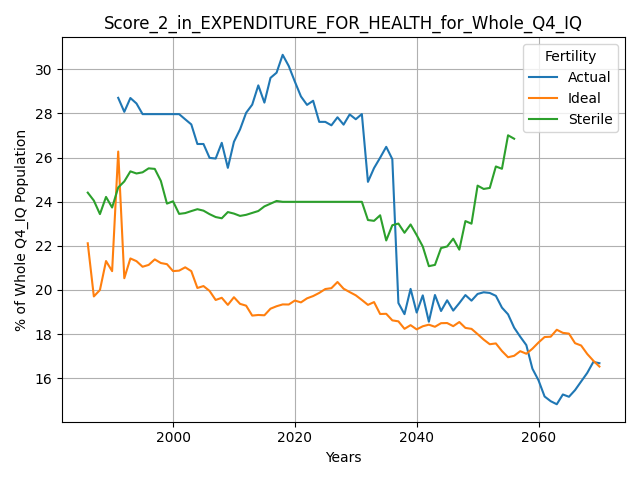 Score_2_in_EXPENDITURE_FOR_HEALTH_for_Whole_Q4_IQ
Fertility
Actual
Ideal
Sterile
% of Whole Q4_IQ Population
30
28
26
24
22
20
18
16
2000
2020
2040
2060
Years